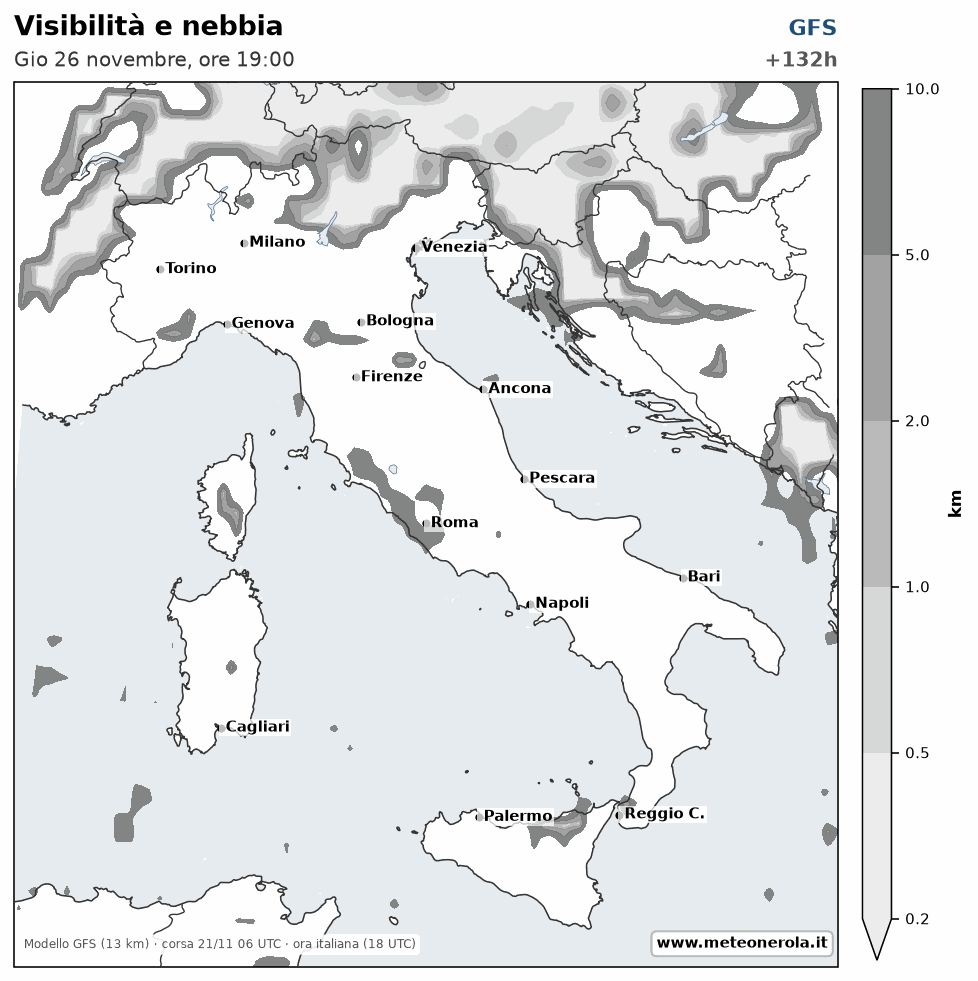 Visibilità e nebbia
GFS
Gio 26 novembre, ore 19:00
+132h
10.0
5.0
2.0
1.0
0.5
0.2
km
Milano
Venezia
Torino
Genova
Bologna
Firenze
Ancona
Pescara
Roma
Bari
Napoli
Cagliari
Palermo
Reggio C.
Modello GFS (13 km) · corsa 21/11 06 UTC · ora italiana (18 UTC)
www.meteonerola.it